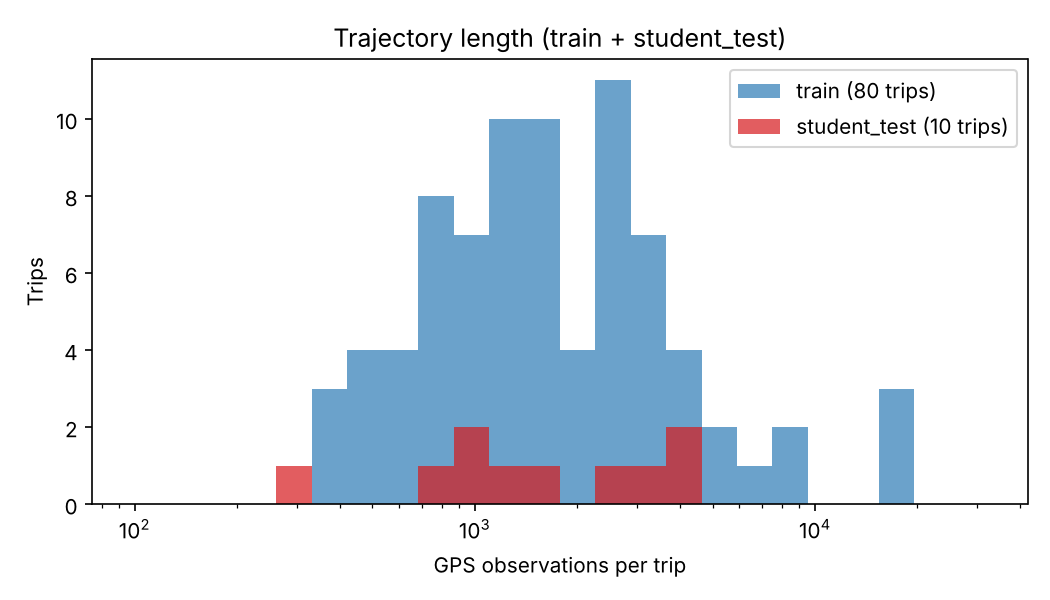 Trajectory length (train + student_test)
train (80 trips)
student_test (10 trips)
Trips
10
8
6
4
2
0
10²
10³
10⁴
GPS observations per trip